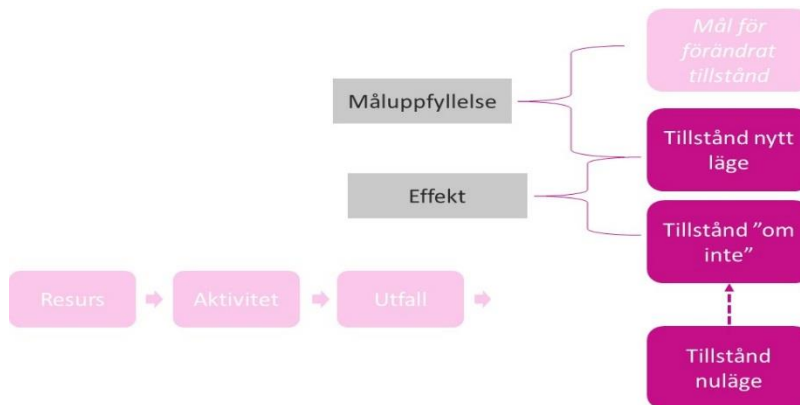 Mål för
förändrat
tillstånd
Måluppfyllelse
Tillstånd nytt
läge
Effekt
Tillstånd ”om
inte”
Resurs
Aktivitet
Utfall
Tillstånd
nuläge